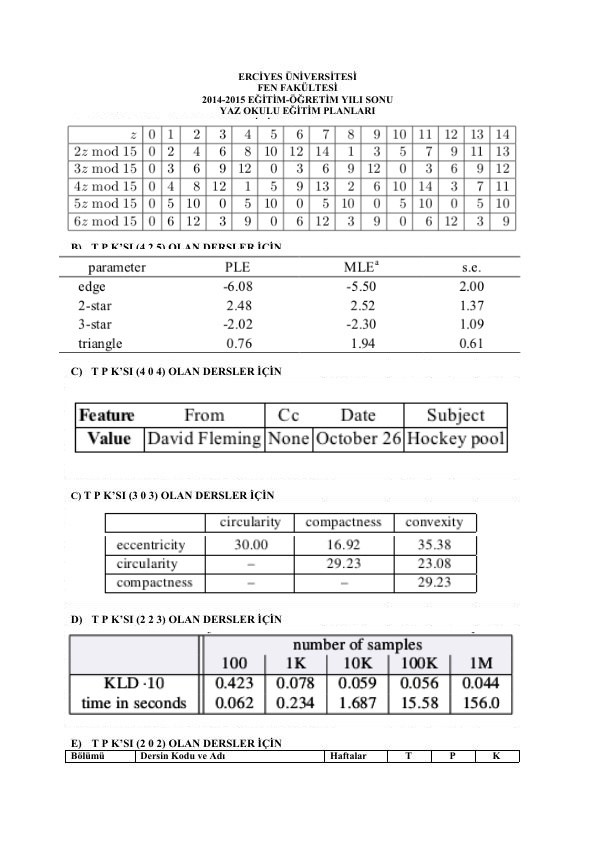 ERCİYES ÜNİVERSİTESİ
FEN FAKÜLTESİ
2014-2015 EĞİTİM-ÖĞRETİM YILI SONU
YAZ OKULU EĞİTİM PLANLARI
z 0 1 2 3 4 5 6 7 8 9 10 11 12 13 14
2z mod 15 0 2 4 6 8 10 12 14 1 3 5 7 9 11 13
3z mod 15 0 3 6 9 12 0 3 6 9 12 0 3 6 9 12
4z mod 15 0 4 8 12 1 5 9 13 2 6 10 14 3 7 11
5z mod 15 0 5 10 0 5 10 0 5 10 0 5 10 0 5 10
6z mod 15 0 6 12 3 9 0 6 12 3 9 0 6 12 3 9
B) T P K'SI (4 2 5) OLAN DERSLER İÇİN
parameter PLE MLEª s.e.
edge -6.08 -5.50 2.00
2-star 2.48 2.52 1.37
3-star -2.02 -2.30 1.09
triangle 0.76 1.94 0.61
C) T P K’SI (4 0 4) OLAN DERSLER İÇİN
Feature From Cc Date Subject
Value David Fleming None October 26 Hockey pool
C) T P K’SI (3 0 3) OLAN DERSLER İÇİN
circularity compactness convexity
eccentricity 30.00 16.92 35.38
circularity – 29.23 23.08
compactness – – 29.23
D) T P K’SI (2 2 3) OLAN DERSLER İÇİN
number of samples
100 1K 10K 100K 1M
KLD ·10 0.423 0.078 0.059 0.056 0.044
time in seconds 0.062 0.234 1.687 15.58 156.0
E) T P K’SI (2 0 2) OLAN DERSLER İÇİN
Bölümü Dersin Kodu ve Adı Haftalar T P K